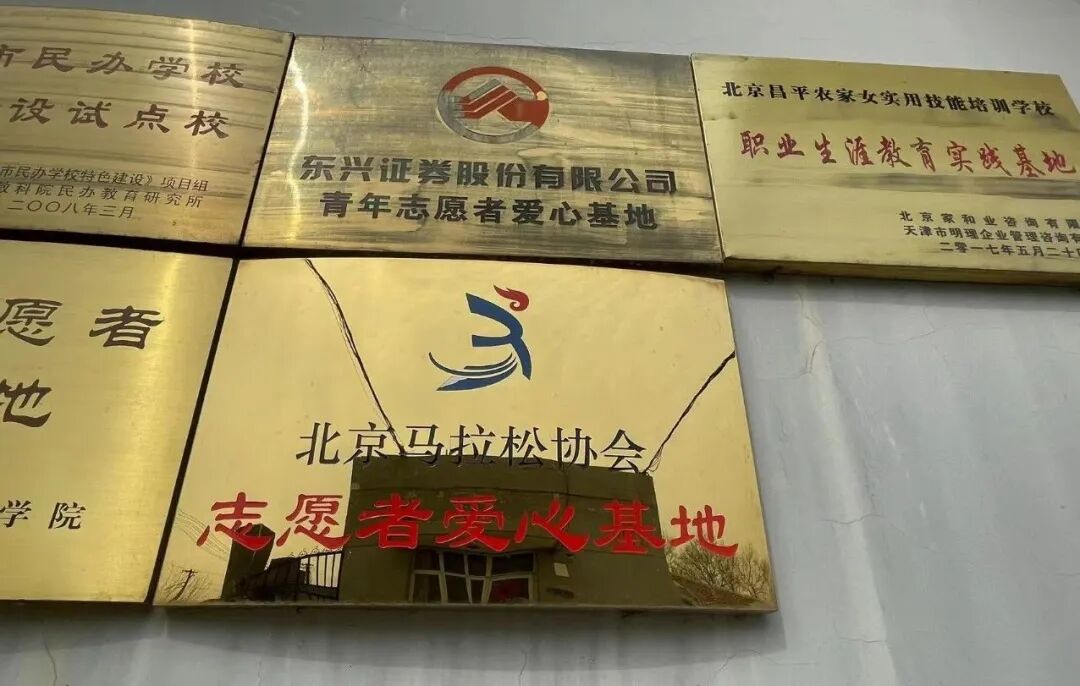 市民办学校
设试点校
市民办学校特色建设》项目组
教科院民办教育研究所
二〇〇八年三月
东兴证券股份有限公司
青年志愿者爱心基地
北京昌平农家女实用技能培训学校
职业生涯教育实践基地
北京家和业咨询有限
天津市明理企业管理咨询有
二零一七年五月二十
愿者
地
学院
北京马拉松协会
志愿者爱心基地